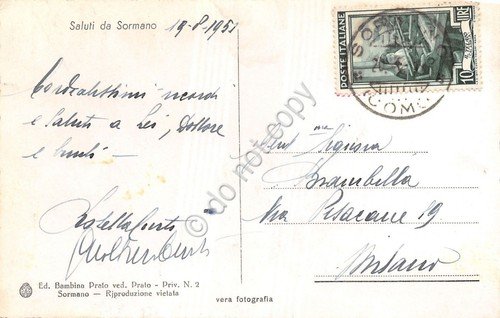 Saluti da Sormano
19-8-1951
Cordialissimi ricordi
e saluti a Lei, Dottore
e
POSTE ITALIANE
LIRE 10
SORMANO
COMO
Gen ma Signora
Brambella
Via Pisacane 19
Milano
Ed. Bambino Prato ved. Prato - Priv. N. 2
Sormano — Riproduzione vietata
vera fotografia
© do not copy